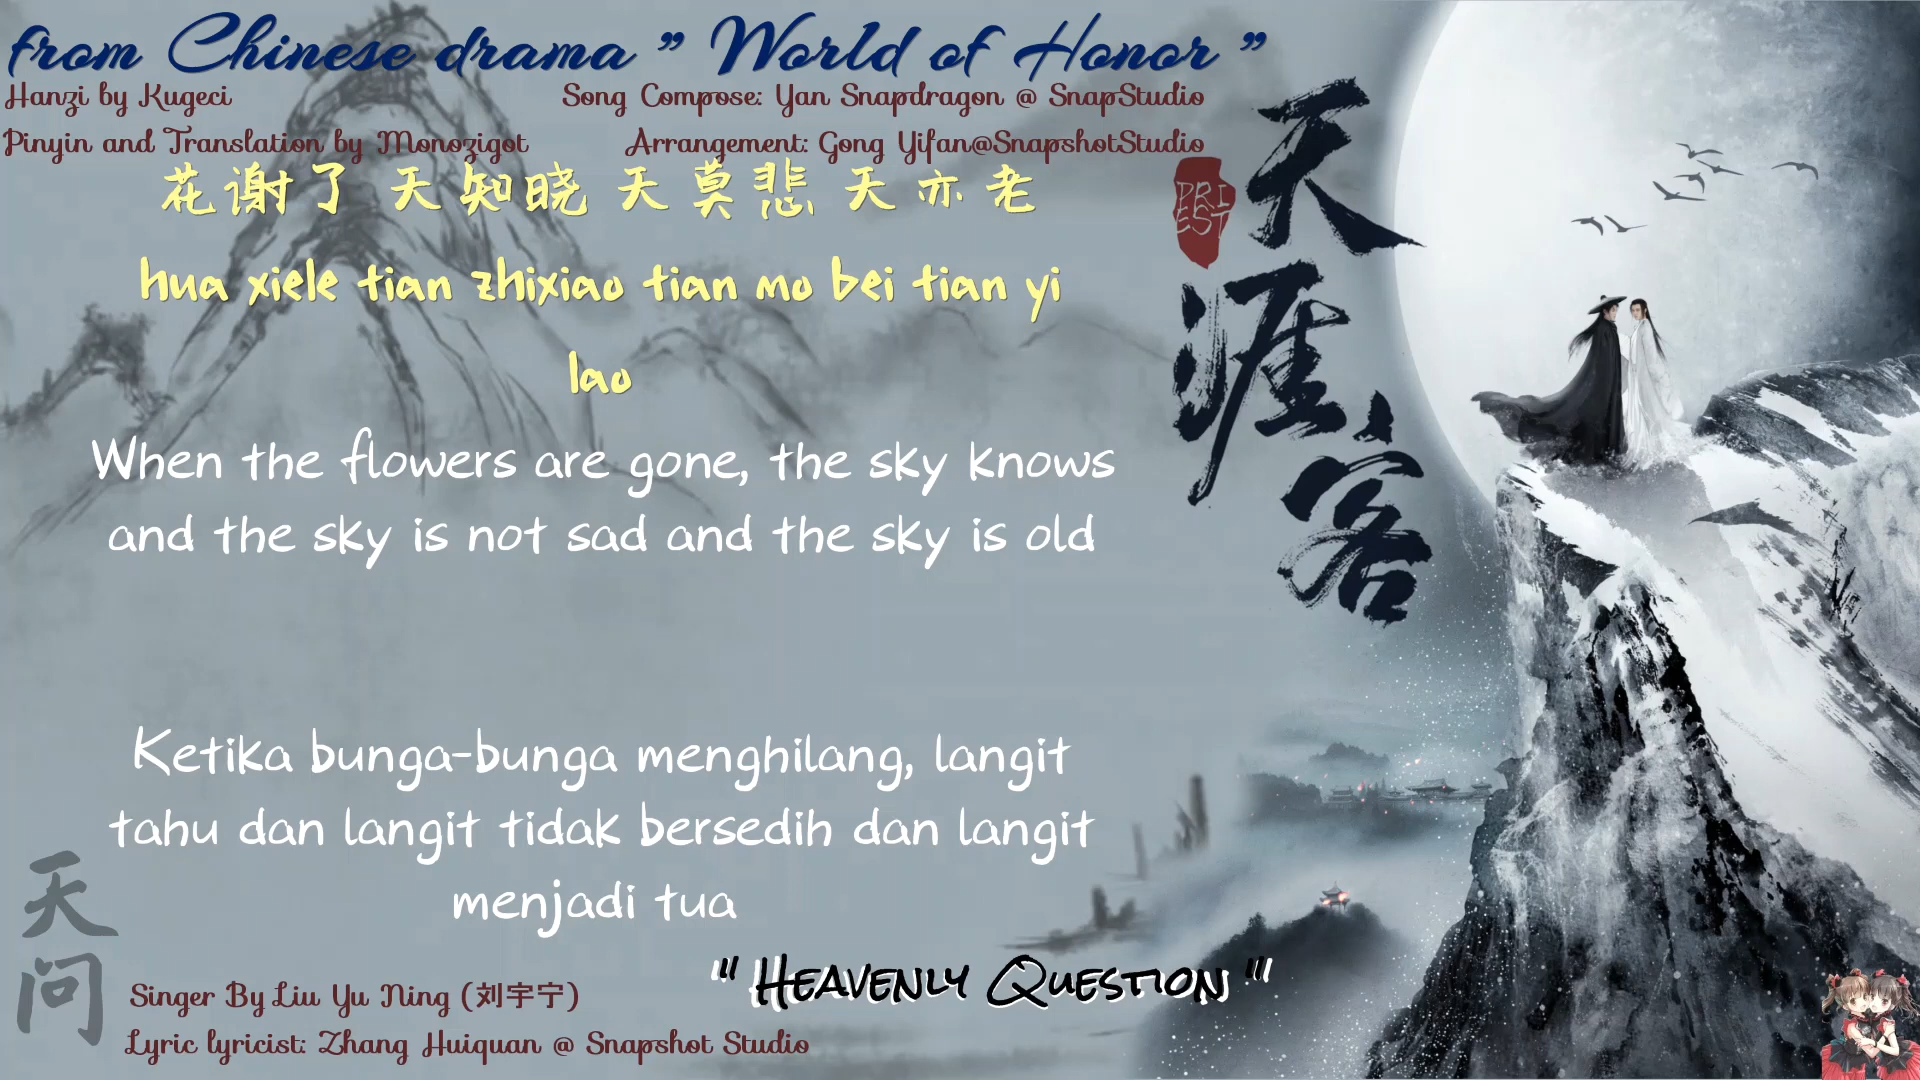 from Chinese drama " World of Honor "
Hanzi by Kugeci
Song Compose: Yan Snapdragon @ SnapStudio
Pinyin and Translation by Monozigot
Arrangement: Gong Yifan@SnapshotStudio
花谢了 天知晓 天莫悲 天亦老
hua xiele tian zhixiao tian mo bei tian yi
lao
When the flowers are gone, the sky knows
and the sky is not sad and the sky is old
Ketika bunga-bunga menghilang, langit
tahu dan langit tidak bersedih dan langit
menjadi tua
天涯客
PRI
EST
天问
" Heavenly Question "
Singer By Liu Yu Ning (刘宇宁)
Lyric lyricist: Zhang Huiquan @ Snapshot Studio